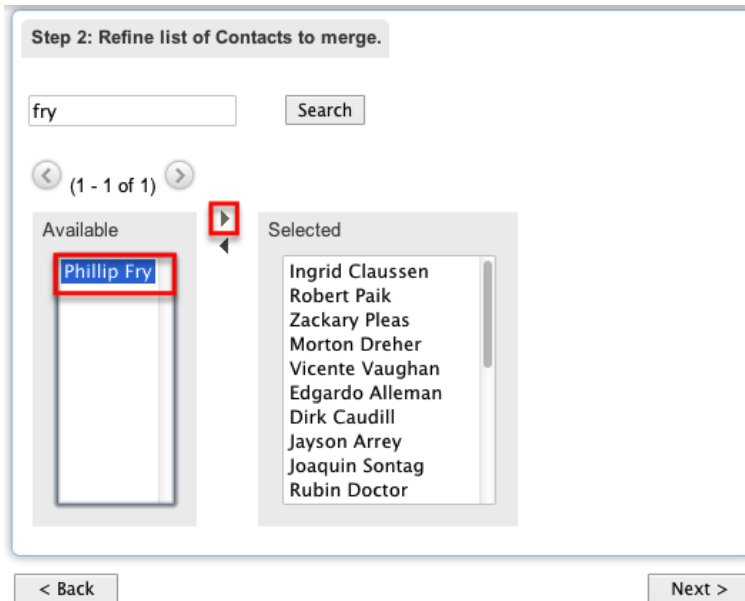 Step 2: Refine list of Contacts to merge.
fry
Search
(1 - 1 of 1)
Available
Selected
Phillip Fry
Ingrid Claussen
Robert Paik
Zackary Pleas
Morton Dreher
Vicente Vaughan
Edgardo Alleman
Dirk Caudill
Jayson Arrey
Joaquin Sontag
Rubin Doctor
< Back
Next >